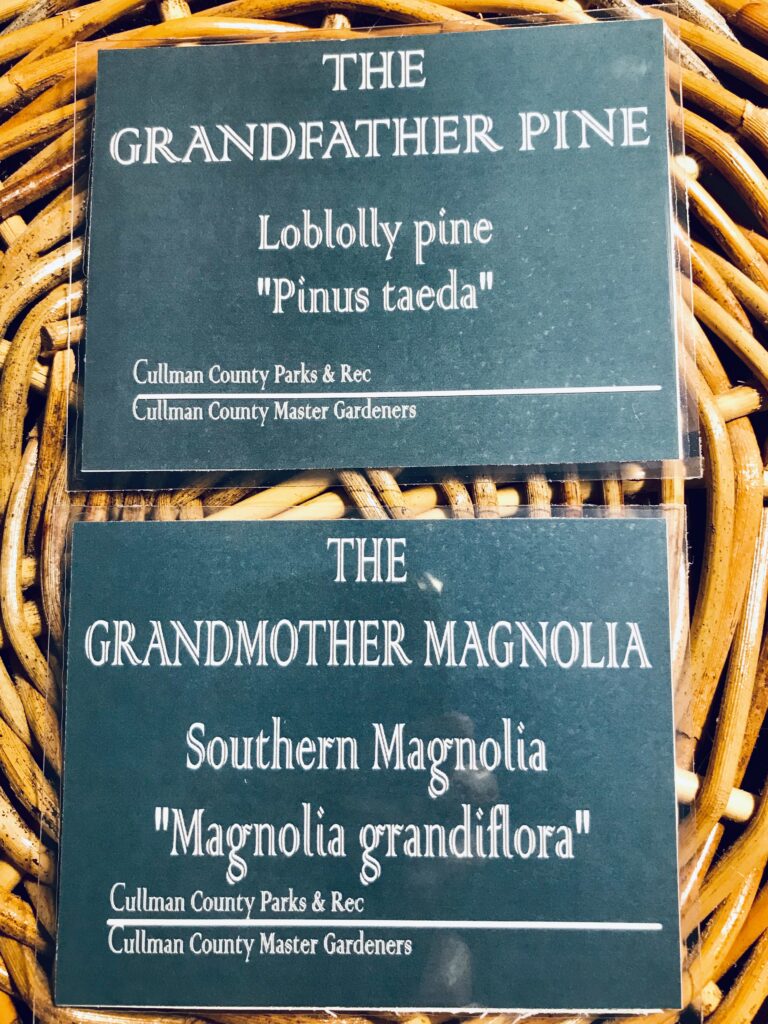 THE
GRANDFATHER PINE
Loblolly pine
"Pinus taeda"
Cullman County Parks & Rec
Cullman County Master Gardeners
THE
GRANDMOTHER MAGNOLIA
Southern Magnolia
"Magnolia grandiflora"
Cullman County Parks & Rec
Cullman County Master Gardeners